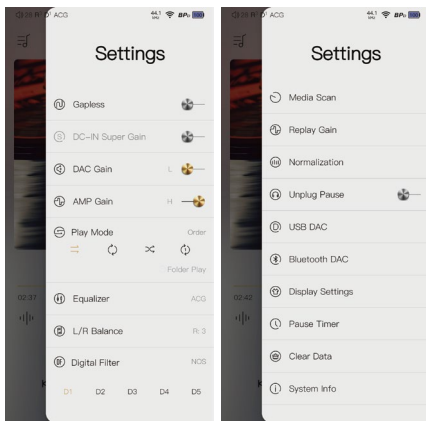 ACG
44.1
BP
Settings
Gapless
DC-IN Super Gain
DAC Gain
L
AMP Gain
H
Play Mode
Order
Folder Play
02:37
Equalizer
ACG
L/R Balance
R: 3
Digital Filter
NOS
D1 D2 D3 D4 D5
ACG
44.1
BP
Settings
Media Scan
Replay Gain
Normalization
Unplug Pause
USB DAC
Bluetooth DAC
02:42
Display Settings
Pause Timer
Clear Data
System Info